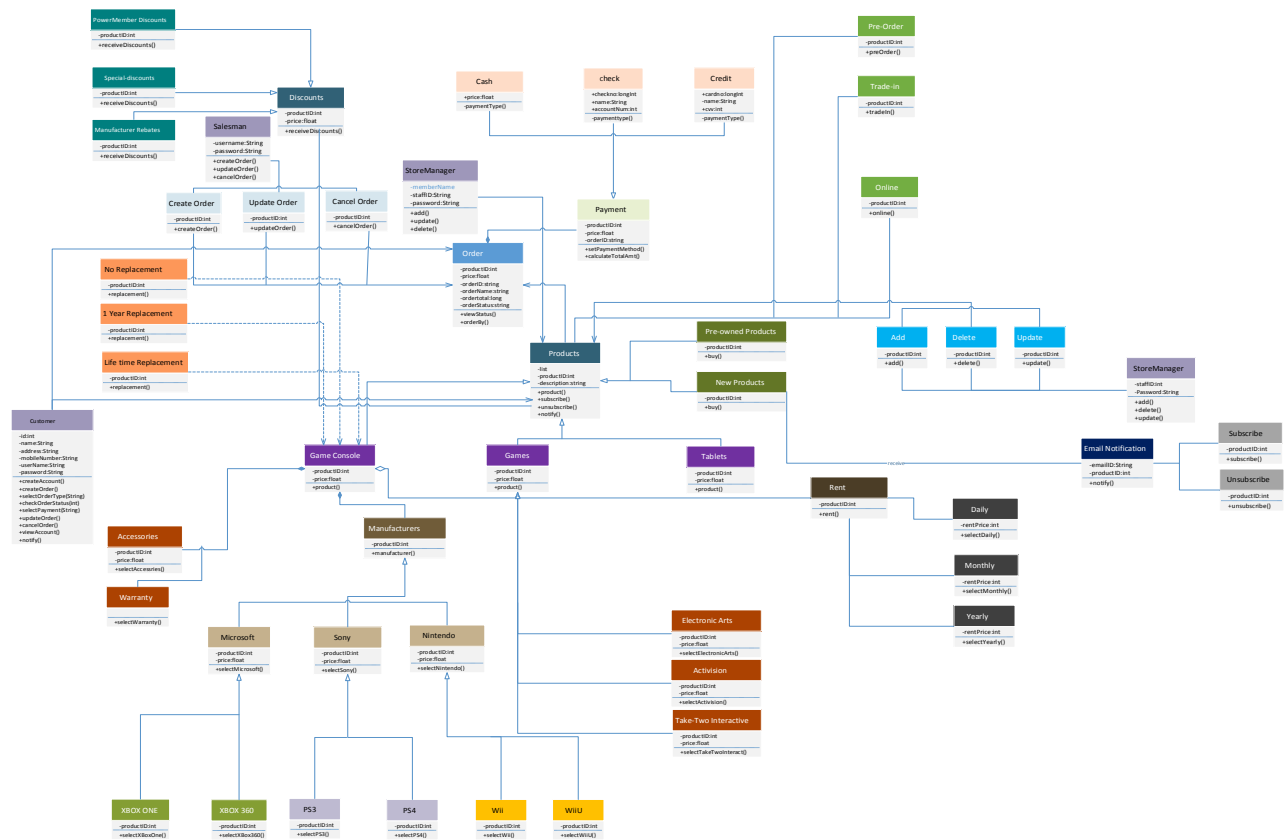 PowerMember Discounts
-productID:int
+receiveDiscounts()
Special-discounts
-productID:int
+receiveDiscounts()
Manufacturer Rebates
-productID:int
+receiveDiscounts()
Discounts
-productID:int
-price:float
+receiveDiscounts()
Salesman
-username:String
-password:String
+createOrder()
+updateOrder()
+cancelOrder()
Cash
+price:float
-paymentType()
check
+checkno:longInt
+name:String
+accountNum:int
-paymenttype()
Credit
+cardno:longInt
-name:String
+cvv:int
-paymentType()
Pre-Order
-productID:int
+preOrder()
Trade-in
-productID:int
+tradeIn()
Online
-productID:int
+online()
Create Order
-productID:int
+createOrder()
Update Order
-productID:int
+updateOrder()
Cancel Order
-productID:int
+cancelOrder()
StoreManager
-memberName
-staffID:String
-password:String
+add()
+update()
+delete()
Payment
-productID:int
-price:float
-orderID:string
+setPaymentMethod()
+calculateTotalAmt()
Order
-productID:int
-price:float
-orderID:string
-orderName:string
-ordertotal:long
-orderStatus:string
+viewStatus()
+orderBy()
No Replacement
-productID:int
+replacement()
1 Year Replacement
-productID:int
+replacement()
Life time Replacement
-productID:int
+replacement()
Products
-list
-productID:int
-description:string
+product()
+subscribe()
+unsubscribe()
+notify()
Pre-owned Products
-productID:int
+buy()
New Products
-productID:int
+buy()
Add
-productID:int
+add()
Delete
-productID:int
+delete()
Update
-productID:int
+update()
StoreManager
-staffID:int
-Password:String
+add()
+delete()
+update()
Customer
-id:int
-name:String
-address:String
-mobileNumber:String
-userName:String
-password:String
+createAccount()
+createOrder()
+selectOrderType(String)
+checkOrderStatus(int)
+selectPayment(String)
+updateOrder()
+cancelOrder()
+viewAccount()
+notify()
Game Console
-productID:int
-price:float
+product()
Games
-productID:int
-price:float
+product()
Tablets
-productID:int
-price:float
+product()
receive
Email Notification
-emailID:String
-productID:int
+notify()
Subscribe
-productID:int
+subscribe()
Unsubscribe
-productID:int
+unsubscribe()
Rent
-productID:int
+rent()
Daily
-rentPrice:int
+selectDaily()
Monthly
-rentPrice:int
+selectMonthly()
Yearly
-rentPrice:int
+selectYearly()
Accessories
-productID:int
-price:float
+selectAccessries()
Warranty
+selectWarranty()
Manufacturers
-productID:int
+manufacturer()
Microsoft
-productID:int
-price:float
+selectMicrosoft()
Sony
-productID:int
-price:float
+selectSony()
Nintendo
-productID:int
-price:float
+selectNintendo()
Electronic Arts
-productID:int
-price:float
+selectElectronicArts()
Activision
-productID:int
-price:float
+selectActivision()
Take-Two Interactive
-productID:int
-price:float
+selectTakeTwoInteract()
XBOX ONE
-productID:int
+selectXBoxOne()
XBOX 360
-productID:int
+selectXBox360()
PS3
-productID:int
+selectPS3()
PS4
-productID:int
+selectPS4()
Wii
-productID:int
+selectWii()
WiiU
-productID:int
+selectWiiU()